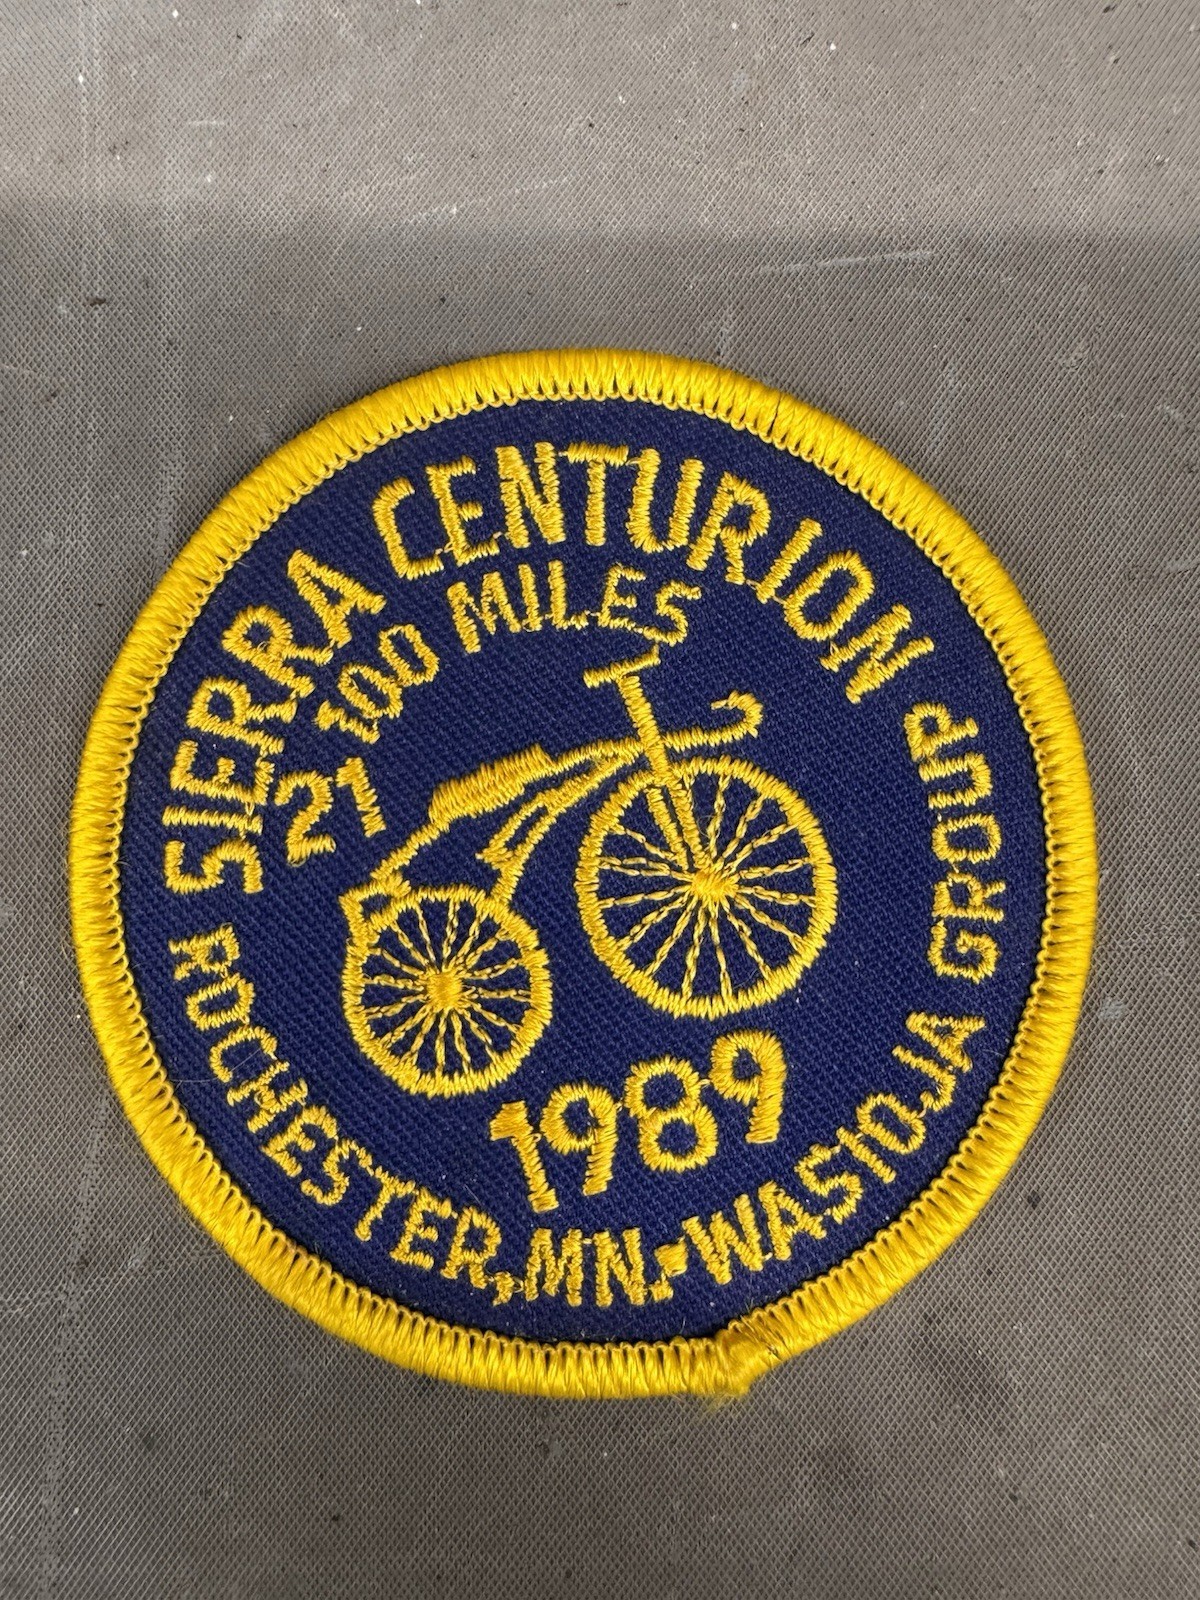 SIERRA CENTURION
21 100 MILES
1989
ROCHESTER, MN.-WASIOJA GROUP